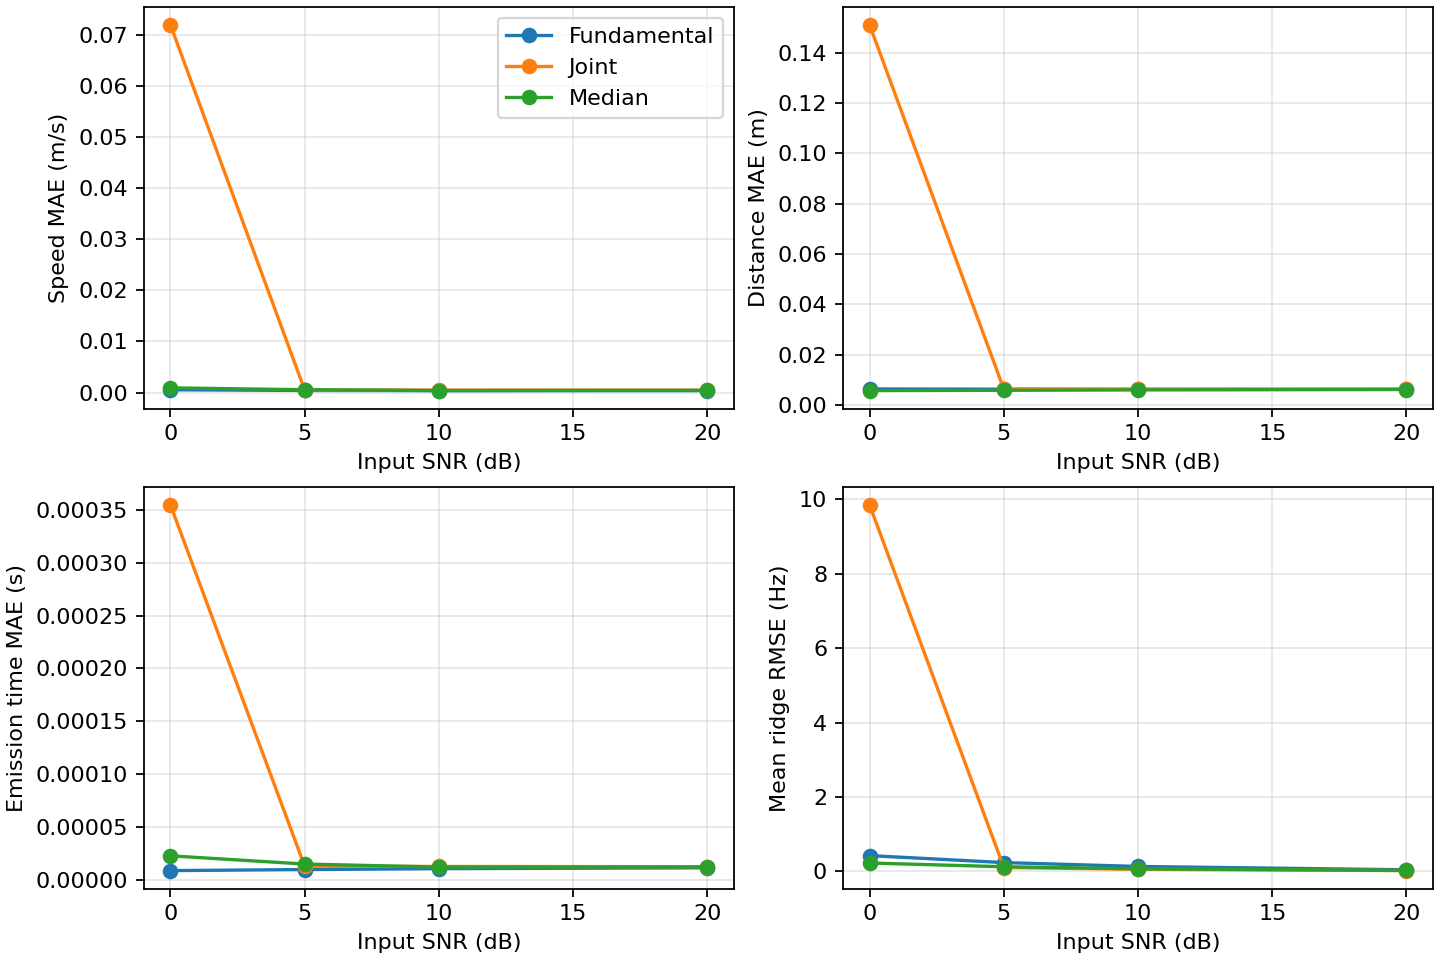 0.07
0.06
0.05
0.04
0.03
0.02
0.01
0.00
Speed MAE (m/s)
0 5 10 15 20
Input SNR (dB)
Fundamental
Joint
Median
0.14
0.12
0.10
0.08
0.06
0.04
0.02
0.00
Distance MAE (m)
0 5 10 15 20
Input SNR (dB)
0.00035
0.00030
0.00025
0.00020
0.00015
0.00010
0.00005
0.00000
Emission time MAE (s)
0 5 10 15 20
Input SNR (dB)
10
8
6
4
2
0
Mean ridge RMSE (Hz)
0 5 10 15 20
Input SNR (dB)